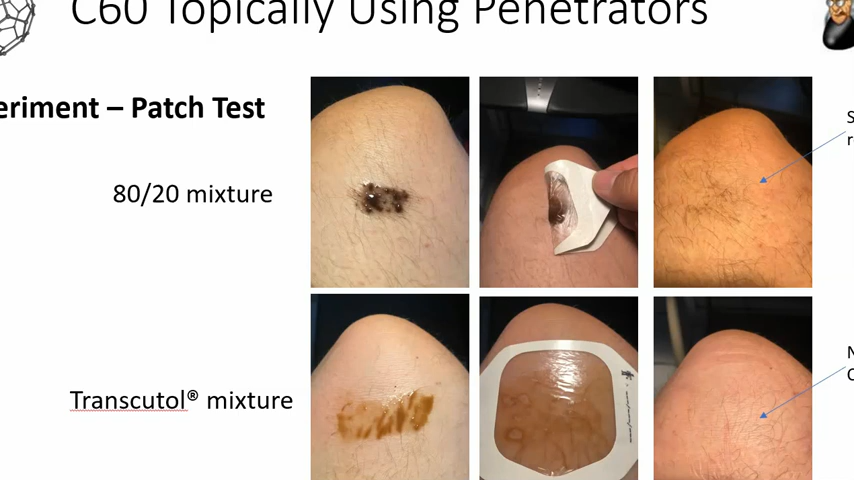 C60 Topically Using Penetrators
eriment – Patch Test
80/20 mixture
S
r
Transcutol® mixture
N
C